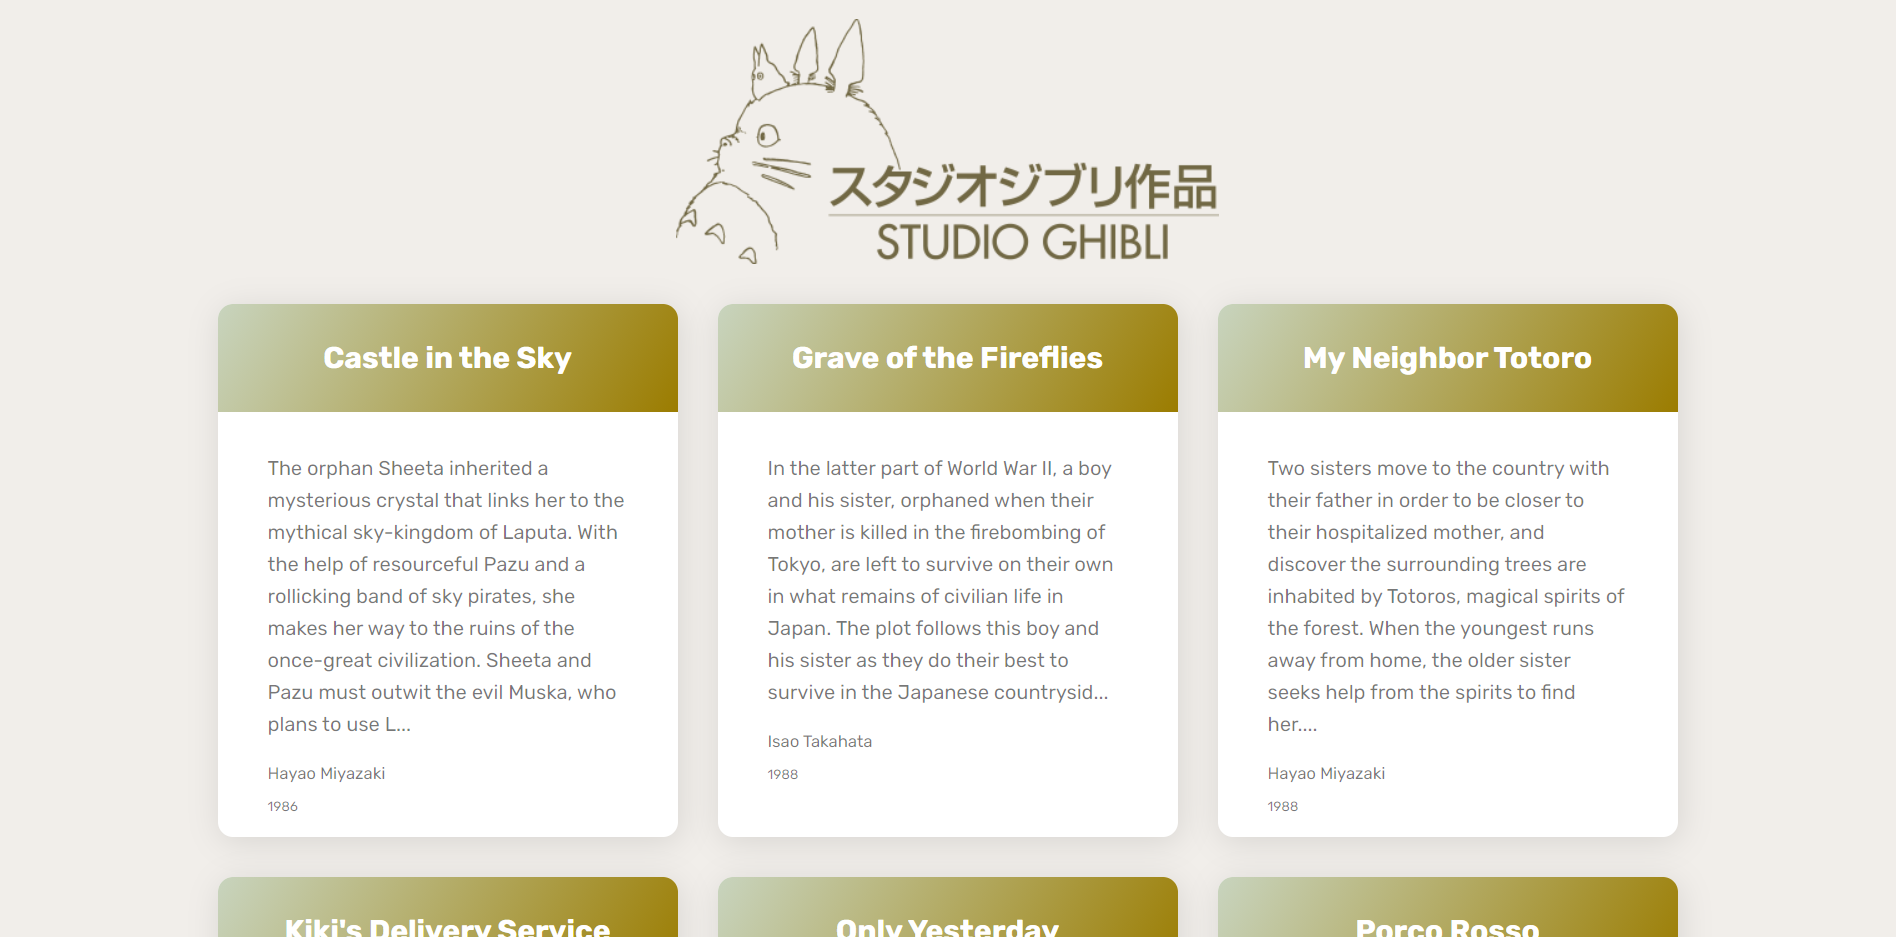 スタジオジブリ作品
STUDIO GHIBLI
Castle in the Sky
The orphan Sheeta inherited a
mysterious crystal that links her to the
mythical sky-kingdom of Laputa. With
the help of resourceful Pazu and a
rollicking band of sky pirates, she
makes her way to the ruins of the
once-great civilization. Sheeta and
Pazu must outwit the evil Muska, who
plans to use L...
Hayao Miyazaki
1986
Grave of the Fireflies
In the latter part of World War II, a boy
and his sister, orphaned when their
mother is killed in the firebombing of
Tokyo, are left to survive on their own
in what remains of civilian life in
Japan. The plot follows this boy and
his sister as they do their best to
survive in the Japanese countrysid...
Isao Takahata
1988
My Neighbor Totoro
Two sisters move to the country with
their father in order to be closer to
their hospitalized mother, and
discover the surrounding trees are
inhabited by Totoros, magical spirits of
the forest. When the youngest runs
away from home, the older sister
seeks help from the spirits to find
her....
Hayao Miyazaki
1988
Kiki's Delivery Service
Only Yesterday
Porco Rosso